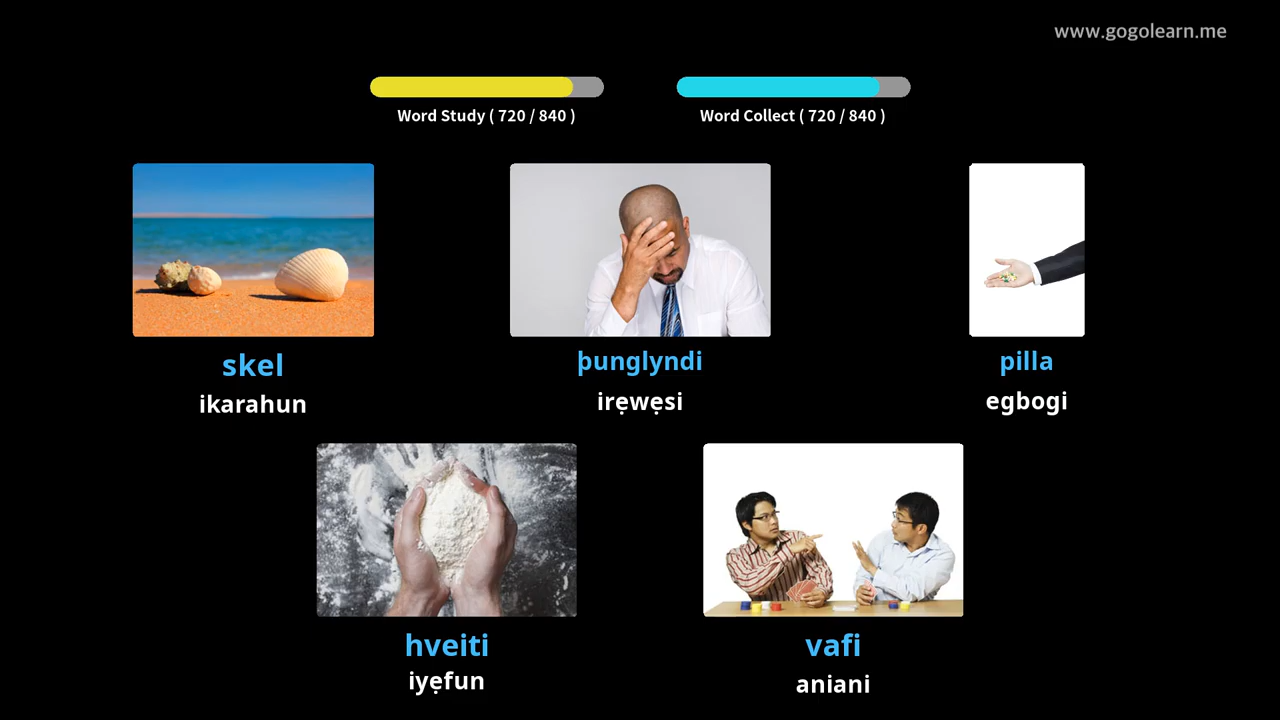 www.gogolearn.me
Word Study ( 720 / 840 )
Word Collect ( 720 / 840 )
skel
þunglyndi
pilla
ikarahun
irẹwẹsi
egbogi
hveiti
vafi
iyẹfun
aniani